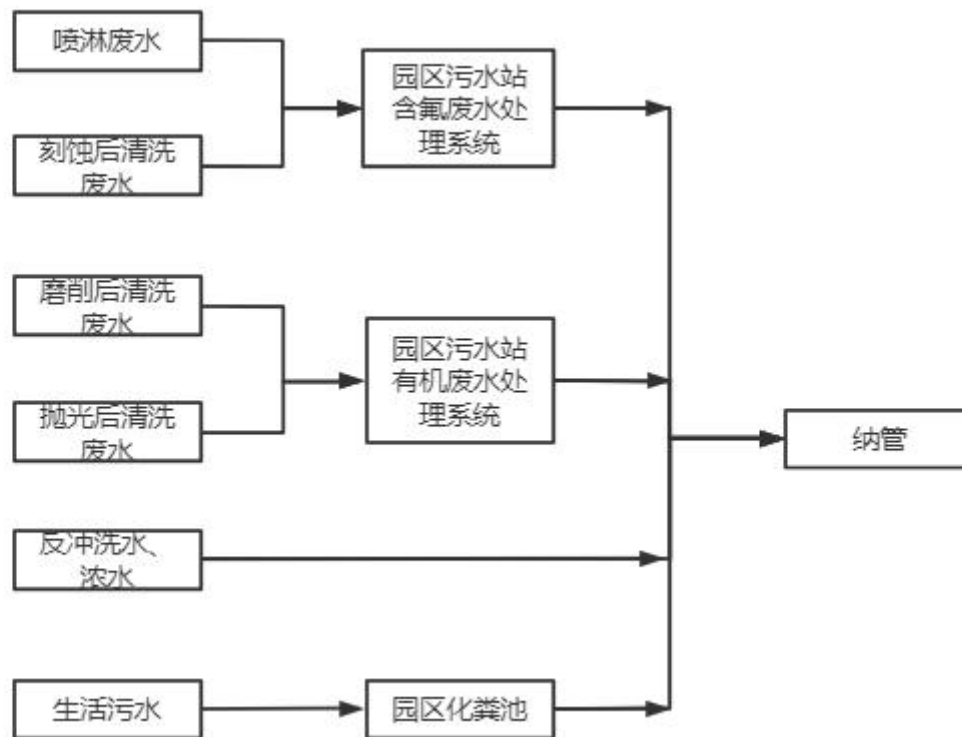 喷淋废水
园区污水站
含氟废水处
理系统
刻蚀后清洗
废水
磨削后清洗
废水
园区污水站
有机废水处
理系统
抛光后清洗
废水
纳管
反冲洗水、
浓水
生活污水
园区化粪池